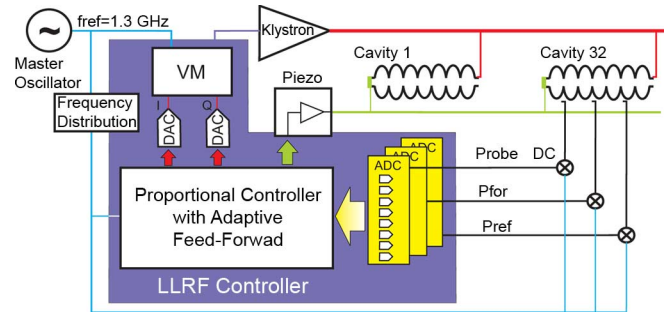 fref=1.3 GHz
Master
Oscillator
Frequency
Distribution
VM
I
Q
DAC
DAC
Klystron
Piezo
Cavity 1
Cavity 32
ADC
ADC
ADC
Probe
DC
Pfor
Pref
Proportional Controller
with Adaptive
Feed-Forwad
LLRF Controller